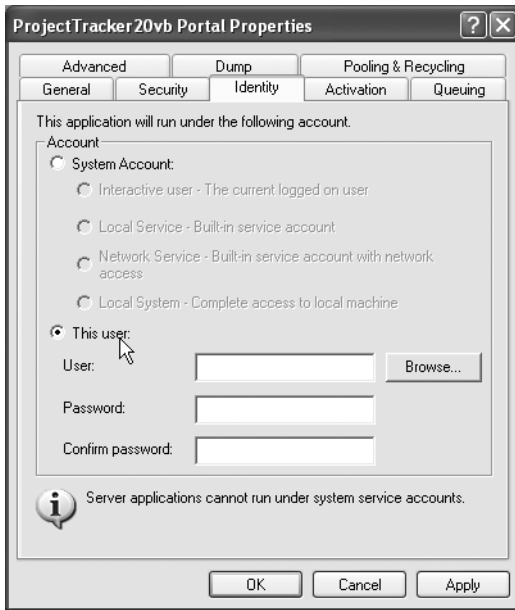 ProjectTracker20vb Portal Properties
Advanced
Dump
Pooling & Recycling
General
Security
Identity
Activation
Queuing
This application will run under the following account.
Account
System Account:
Interactive user - The current logged on user
Local Service - Built-in service account
Network Service - Built-in service account with network
access
Local System - Complete access to local machine
This user:
User:
Browse...
Password:
Confirm password:
Server applications cannot run under system service accounts.
OK
Cancel
Apply